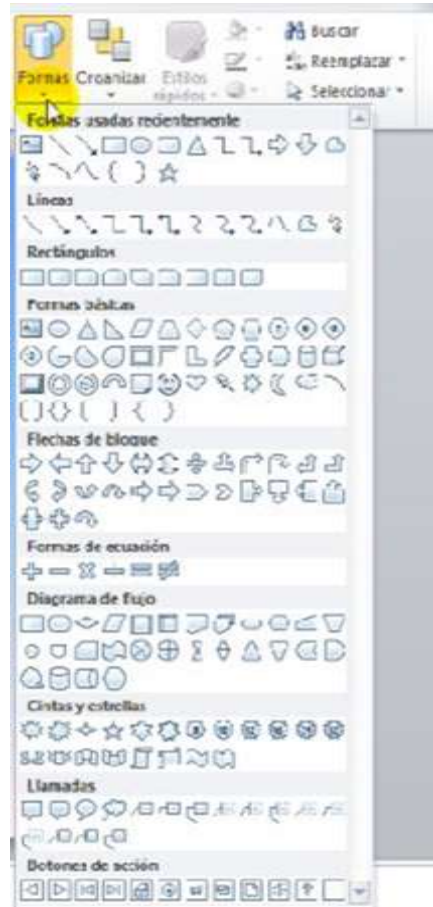 Buscar
Reemplazar
Formas Organizar Estilos rápidos Seleccionar
Formas usadas recientemente
Líneas
Rectángulos
Formas básicas
Flechas de bloque
Formas de ecuación
Diagrama de flujo
Cintas y estrellas
Llamadas
Botones de acción